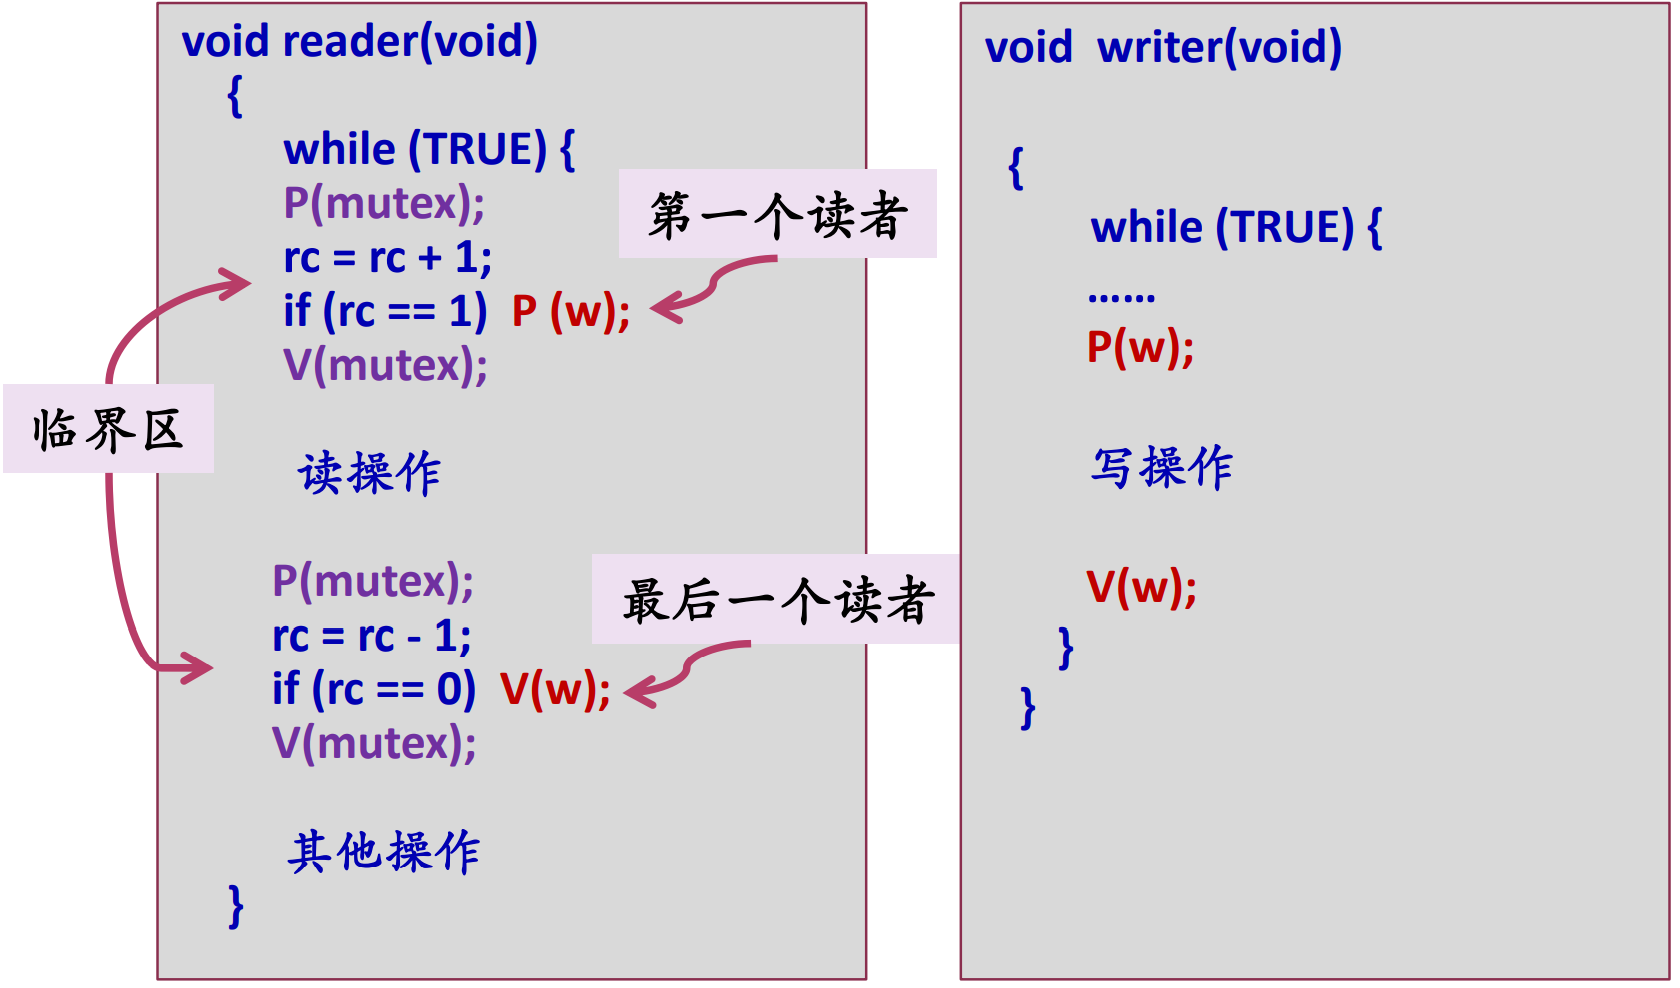 void reader(void)
{
while (TRUE) {
P(mutex);
rc = rc + 1;
if (rc == 1) P (w);
V(mutex);
读操作
P(mutex);
rc = rc - 1;
if (rc == 0) V(w);
V(mutex);
其他操作
}
第一个读者
临界区
最后一个读者
void writer(void)
{
while (TRUE) {
......
P(w);
写操作
V(w);
}
}